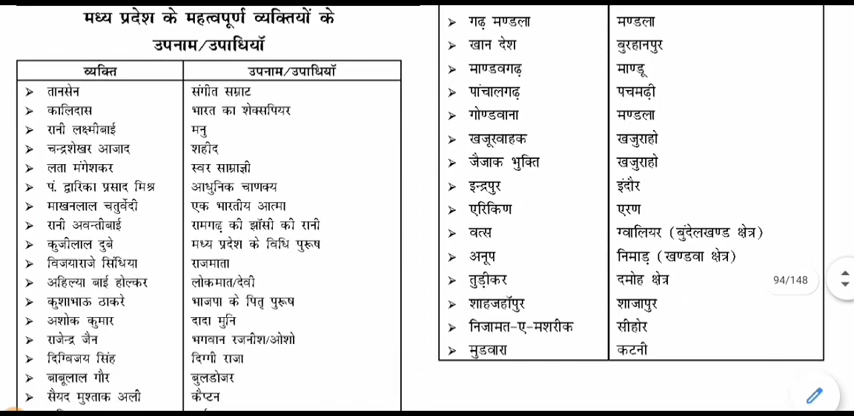 मध्य प्रदेश के महत्वपूर्ण व्यक्तियों के
उपनाम/उपाधियॉ
व्यक्ति उपनाम/उपाधियॉ
➢ तानसेन संगीत सम्राट
➢ कालिदास भारत का शेक्सपियर
➢ रानी लक्ष्मीबाई मनु
➢ चन्द्रशेखर आजाद शहीद
➢ लता मंगेशकर स्वर साम्राज्ञी
➢ पं. द्वारिका प्रसाद मिश्र आधुनिक चाणक्य
➢ माखनलाल चतुर्वेदी एक भारतीय आत्मा
➢ रानी अवन्तीबाई रामगढ़ की झॉसी की रानी
➢ कुजीलाल दुबे मध्य प्रदेश के विधि पुरूष
➢ विजयाराजे सिंधिया राजमाता
➢ अहिल्या बाई होल्कर लोकमात/देवी
➢ कुशाभाऊ ठाकरे भाजपा के पितृ पुरूष
➢ अशोक कुमार दादा मुनि
➢ राजेन्द्र जैन भगवान रजनीश/ओशो
➢ दिग्विजय सिंह दिग्गी राजा
➢ बाबूलाल गौर बुलडोजर
➢ सैयद मुश्ताक अली कैप्टन
➢ गढ़ मण्डला मण्डला
➢ खान देश बुरहानपुर
➢ माण्डवगढ़ माण्डू
➢ पांचालगढ़ पचमढ़ी
➢ गोण्डवाना मण्डला
➢ खजूरवाहक खजुराहो
➢ जैजाक भुक्ति खजुराहो
➢ इन्द्रपुर इंदौर
➢ एरिकिण एरण
➢ वत्स ग्वालियर (बुंदेलखण्ड क्षेत्र)
➢ अनूप निमाड़ (खण्डवा क्षेत्र)
➢ तुड़ीकर दमोह क्षेत्र
➢ शाहजहॉपुर शाजापुर
➢ निजामत-ए-मशरीक सीहोर
➢ मुडवारा कटनी
94/148